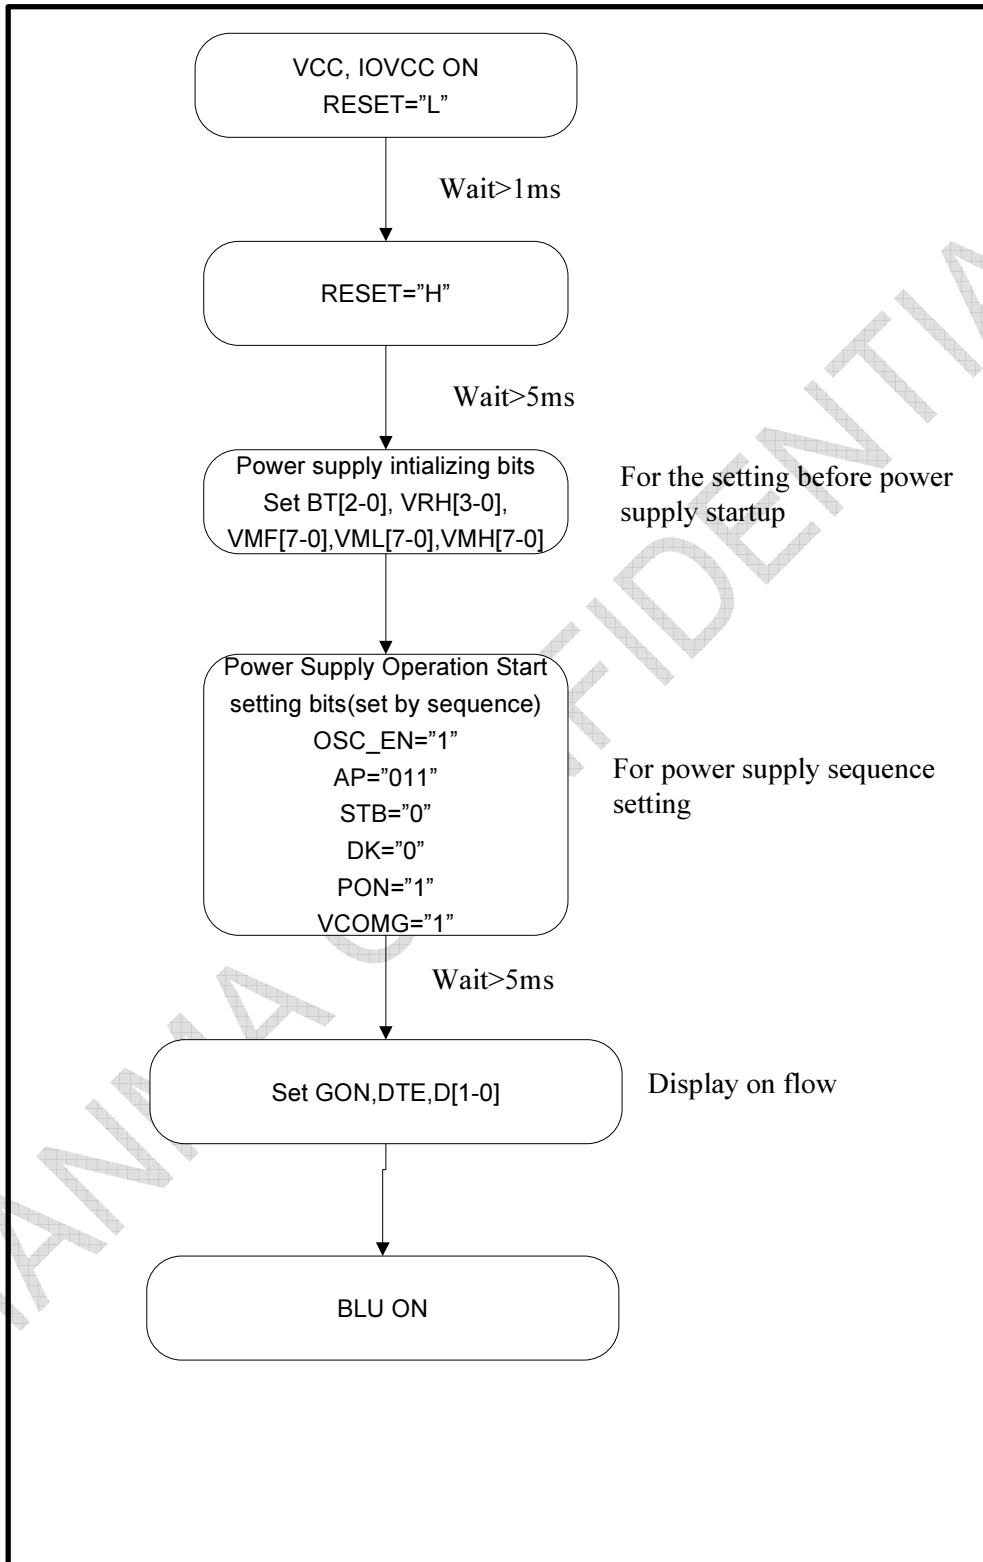 VCC, IOVCC ON
RESET=”L”
Wait>1ms
RESET=”H”
Wait>5ms
Power supply intializing bits
Set BT[2-0], VRH[3-0],
VMF[7-0],VML[7-0],VMH[7-0]
For the setting before power
supply startup
Power Supply Operation Start
setting bits(set by sequence)
OSC_EN=”1”
AP=”011”
STB=”0”
DK=”0”
PON=”1”
VCOMG=”1”
For power supply sequence
setting
Wait>5ms
Set GON,DTE,D[1-0]
Display on flow
BLU ON